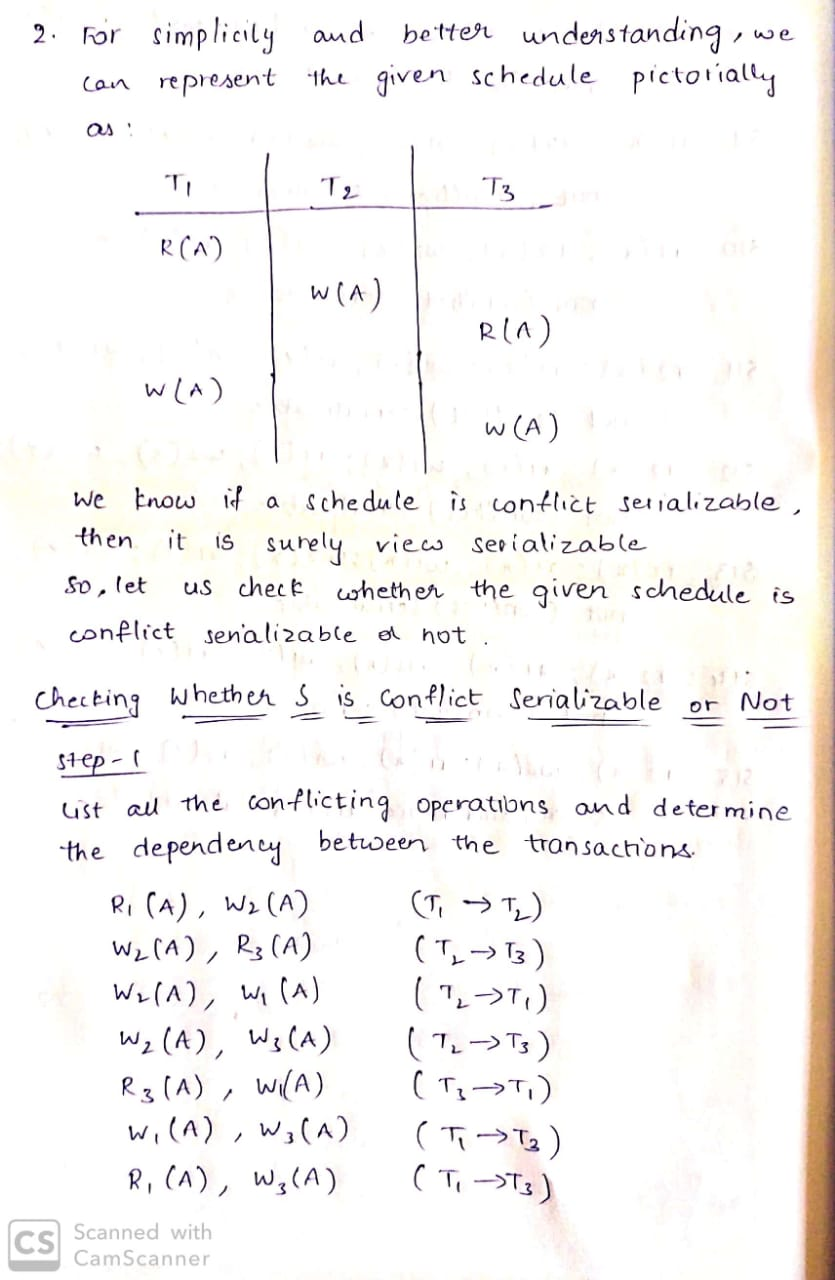 2. For simplicity and better understanding, we
can represent the given schedule pictorially
as :
T1 T2 T3
R(A)
W(A)
R(A)
W(A)
W(A)
We know if a schedule is conflict serializable,
then it is surely view serializable
So, let us check whether the given schedule is
conflict serializable or not.
Checking Whether S is Conflict Serializable or Not
Step-1
List all the conflicting operations and determine
the dependency between the transactions.
R1 (A), W2 (A) (T1 → T2)
W2 (A), R3 (A) (T2 → T3)
W2 (A), W1 (A) (T2 → T1)
W2 (A), W3 (A) (T2 → T3)
R3 (A), W1 (A) (T3 → T1)
W1 (A), W3 (A) (T1 → T3)
R1 (A), W3 (A) (T1 → T3)
CS Scanned with
CamScanner